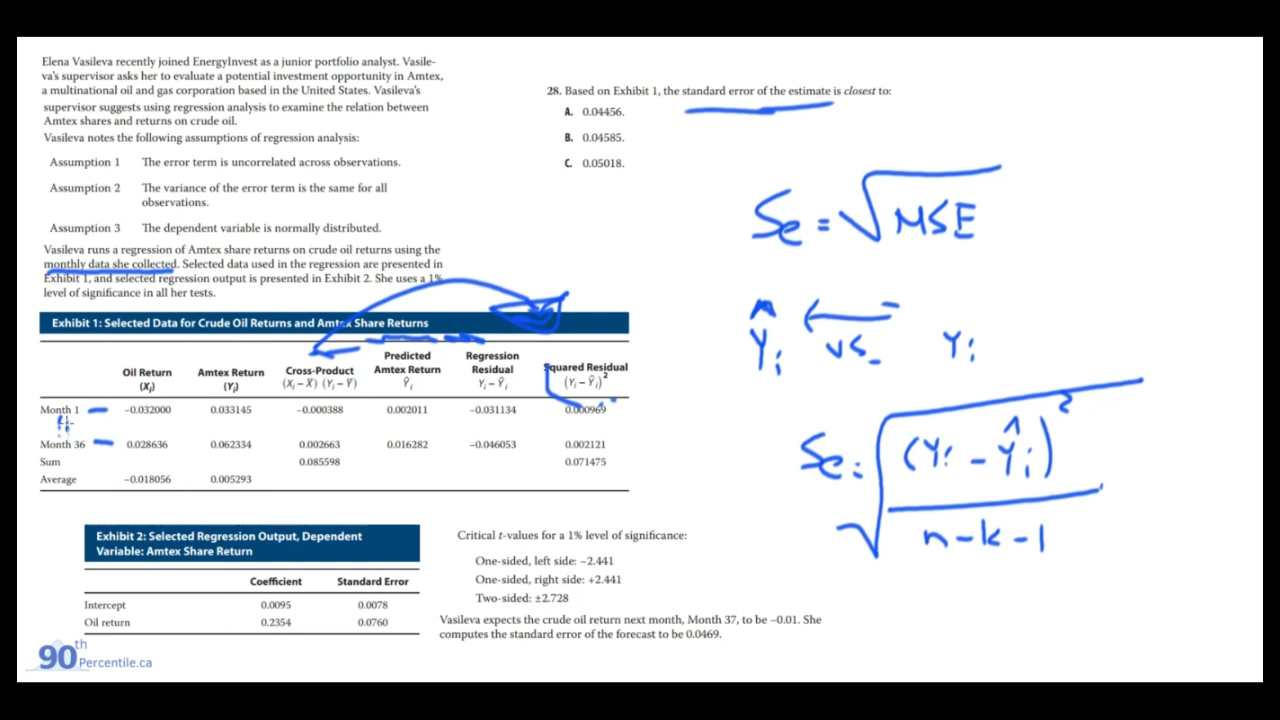 Elena Vasileva recently joined EnergyInvest as a junior portfolio analyst. Vasile-
va's supervisor asks her to evaluate a potential investment opportunity in Amtex,
a multinational oil and gas corporation based in the United States. Vasileva's
supervisor suggests using regression analysis to examine the relation between
Amtex shares and returns on crude oil.
Vasileva notes the following assumptions of regression analysis:
Assumption 1 The error term is uncorrelated across observations.
Assumption 2 The variance of the error term is the same for all
observations.
Assumption 3 The dependent variable is normally distributed.
Vasileva runs a regression of Amtex share returns on crude oil returns using the
monthly data she collected. Selected data used in the regression are presented in
Exhibit 1, and selected regression output is presented in Exhibit 2. She uses a 1%
level of significance in all her tests.
28. Based on Exhibit 1, the standard error of the estimate is closest to:
A. 0.04456.
B. 0.04585.
C. 0.05018.
Se = √MSE
Ŷi vs. Yi
Se = √(Yi − Ŷi)²
n-k-1
Exhibit 1: Selected Data for Crude Oil Returns and Amtex Share Returns
Predicted Regression
Oil Return Amtex Return Cross-Product Amtex Return Residual Squared Residual
(Xi) (Yi) (Xi − X̄) (Yi − Ȳ) Ŷi Yi − Ŷi (Yi − Ŷi)²
Month 1 −0.032000 0.033145 −0.000388 0.002011 −0.031134 0.000969
Month 36 0.028636 0.062334 0.002663 0.016282 −0.046053 0.002121
Sum 0.085598 0.071475
Average −0.018056 0.005293
Exhibit 2: Selected Regression Output, Dependent
Variable: Amtex Share Return
Coefficient Standard Error
Intercept 0.0095 0.0078
Oil return 0.2354 0.0760
Critical t-values for a 1% level of significance:
One-sided, left side: −2.441
One-sided, right side: +2.441
Two-sided: ±2.728
Vasileva expects the crude oil return next month, Month 37, to be −0.01. She
computes the standard error of the forecast to be 0.0469.
90th
Percentile.ca